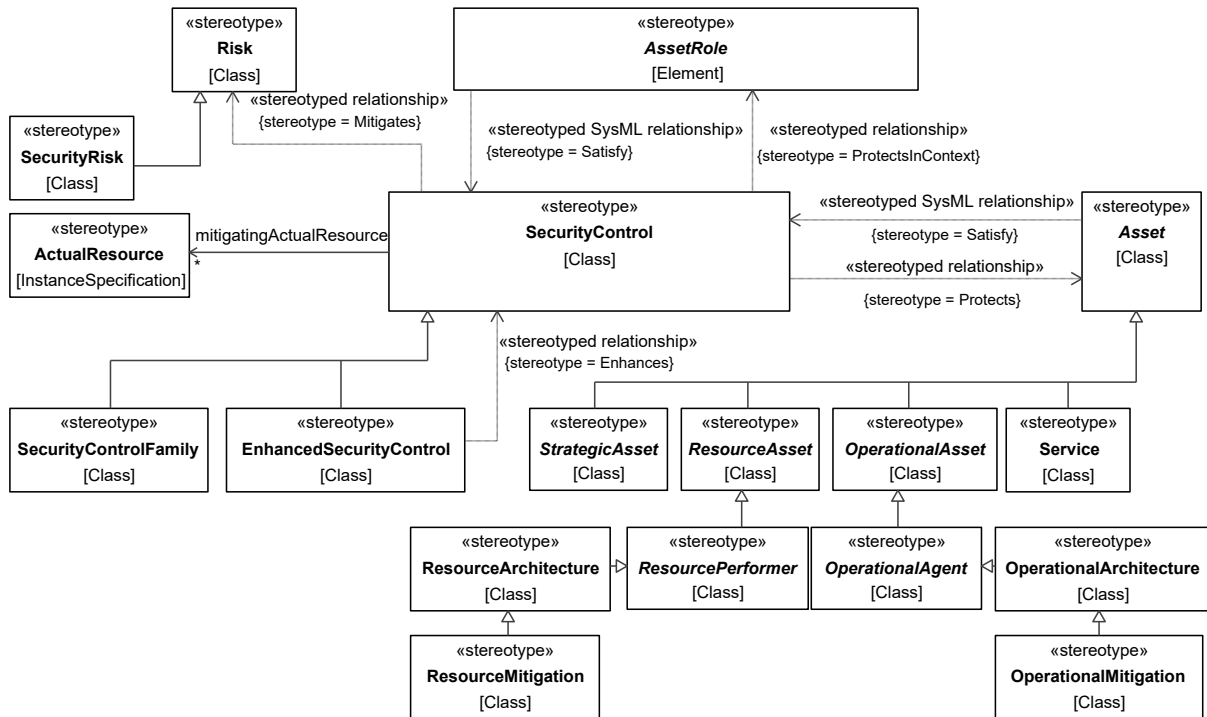 «stereotype»
Risk
[Class]
«stereotype»
AssetRole
[Element]
«stereotyped relationship»
{stereotype = Mitigates}
«stereotyped SysML relationship»
{stereotype = Satisfy}
«stereotyped relationship»
{stereotype = ProtectsInContext}
«stereotype»
SecurityRisk
[Class]
«stereotype»
ActualResource
[InstanceSpecification]
mitigatingActualResource
*
«stereotype»
SecurityControl
[Class]
«stereotyped SysML relationship»
{stereotype = Satisfy}
«stereotyped relationship»
{stereotype = Protects}
«stereotype»
Asset
[Class]
«stereotyped relationship»
{stereotype = Enhances}
«stereotype»
SecurityControlFamily
[Class]
«stereotype»
EnhancedSecurityControl
[Class]
«stereotype»
StrategicAsset
[Class]
«stereotype»
ResourceAsset
[Class]
«stereotype»
OperationalAsset
[Class]
«stereotype»
Service
[Class]
«stereotype»
ResourceArchitecture
[Class]
«stereotype»
ResourcePerformer
[Class]
«stereotype»
OperationalAgent
[Class]
«stereotype»
OperationalArchitecture
[Class]
«stereotype»
ResourceMitigation
[Class]
«stereotype»
OperationalMitigation
[Class]